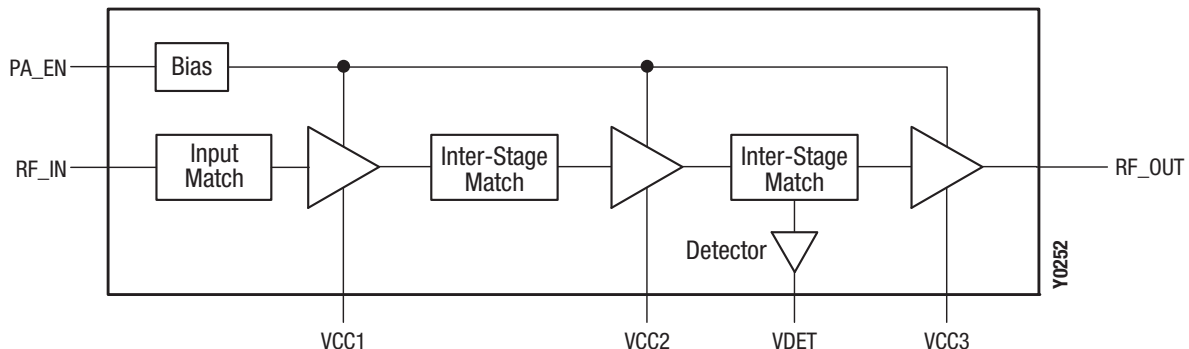 PA_EN
Bias
RF_IN
Input
Match
Inter-Stage
Match
Inter-Stage
Match
RF_OUT
Detector
Y0252
VCC1
VCC2
VDET
VCC3